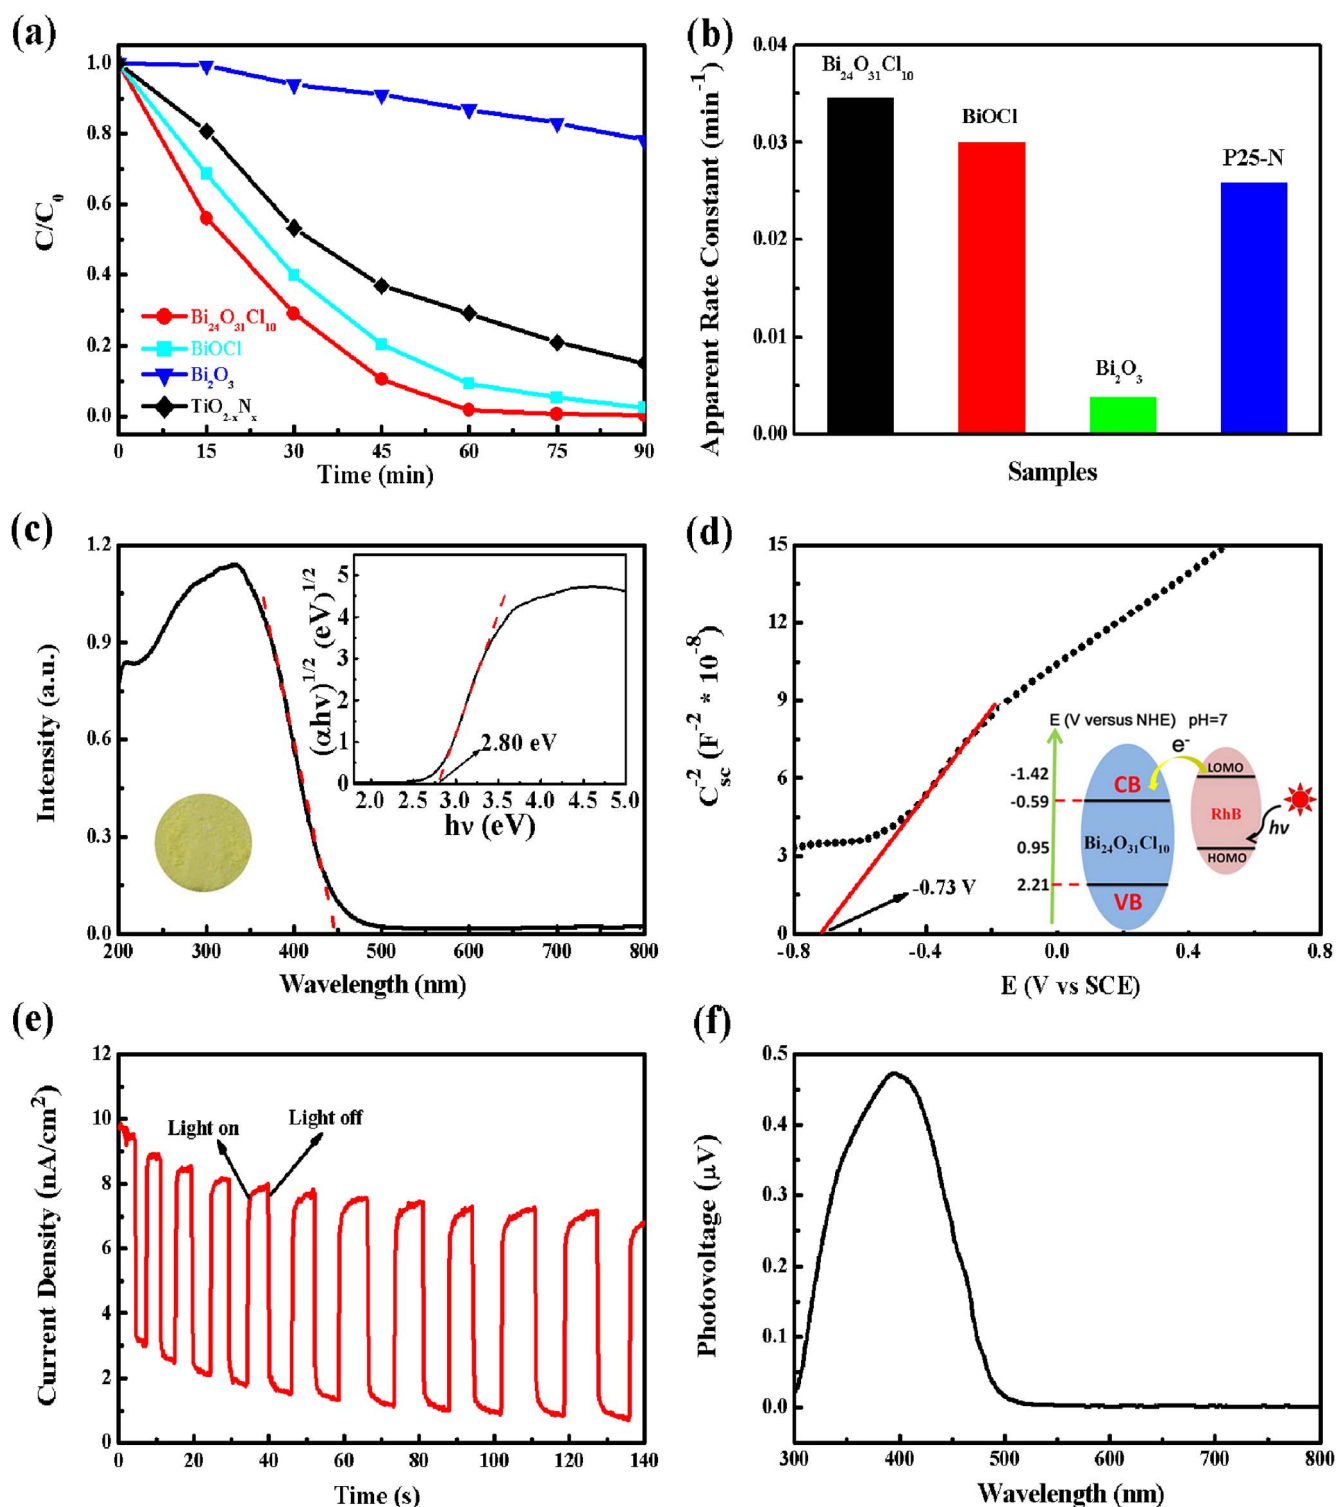 (a)
1.0
0.8
0.6
0.4
0.2
0.0
C/C₀
Bi₂₄O₃₁Cl₁₀
BiOCl
Bi₂O₃
TiO₂₋ₓNₓ
0 15 30 45 60 75 90
Time (min)
(b)
0.04
0.03
0.02
0.01
0.00
Apparent Rate Constant (min⁻¹)
Bi₂₄O₃₁Cl₁₀
BiOCl
Bi₂O₃
P25-N
Samples
(c)
1.2
0.9
0.6
0.3
0.0
Intensity (a.u.)
200 300 400 500 600 700 800
Wavelength (nm)
5
4
3
2
1
0
(αhν)¹/² (eV)¹/²
2.80 eV
2.0 2.5 3.0 3.5 4.0 4.5 5.0
hν (eV)
(d)
15
12
9
6
3
0
C⁻²sc (F⁻² * 10⁻⁸)
E (V versus NHE) pH=7
-1.42
-0.59
0.95
2.21
CB
Bi₂₄O₃₁Cl₁₀
VB
e⁻
LOMO
RhB
HOMO
hν
-0.73 V
-0.8 -0.4 0.0 0.4 0.8
E (V vs SCE)
(e)
12
10
8
6
4
2
0
Current Density (nA/cm²)
Light on
Light off
0 20 40 60 80 100 120 140
Time (s)
(f)
0.5
0.4
0.3
0.2
0.1
0.0
Photovoltage (μV)
300 400 500 600 700 800
Wavelength (nm)